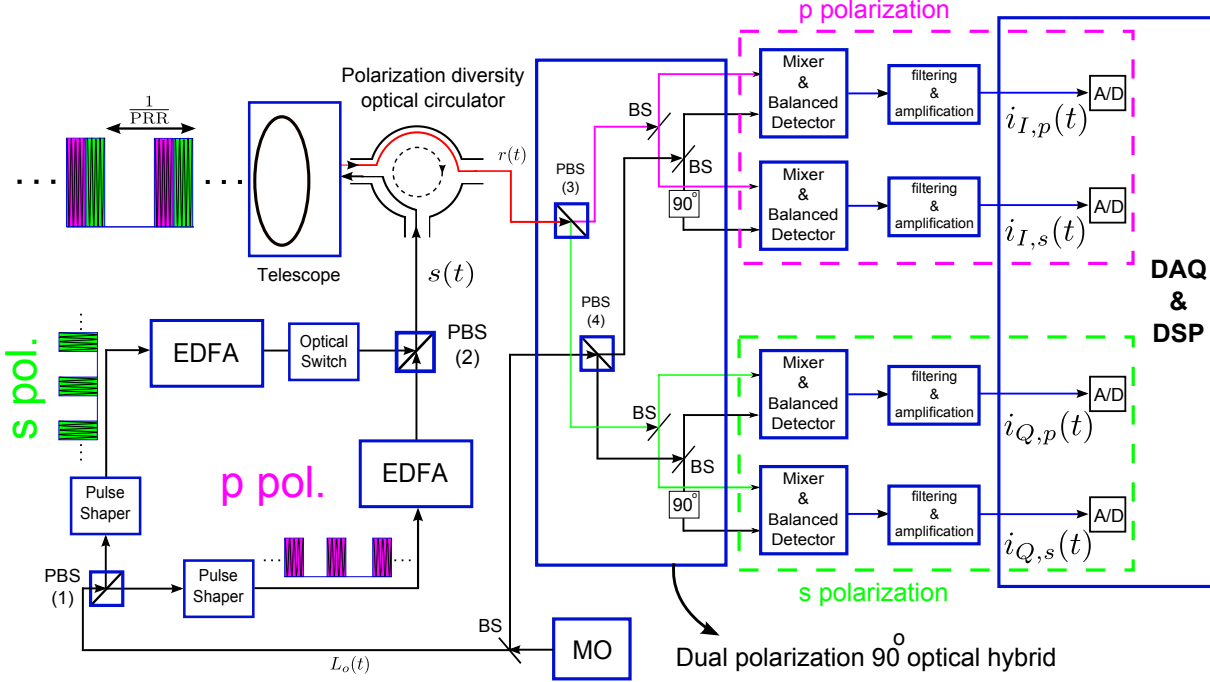 p polarization
Polarization diversity
optical circulator
1
PRR
. . .
. . .
Telescope
r(t)
s(t)
PBS
(3)
BS
BS
90°
Mixer
&
Balanced
Detector
filtering
&
amplification
i_{I,p}(t)
A/D
Mixer
&
Balanced
Detector
filtering
&
amplification
i_{I,s}(t)
A/D
DAQ
&
DSP
s pol.
EDFA
Optical
Switch
PBS
(2)
PBS
(4)
BS
BS
90°
Mixer
&
Balanced
Detector
filtering
&
amplification
i_{Q,p}(t)
A/D
Mixer
&
Balanced
Detector
filtering
&
amplification
i_{Q,s}(t)
A/D
s polarization
p pol.
EDFA
Pulse
Shaper
PBS
(1)
Pulse
Shaper
BS
MO
L_o(t)
Dual polarization 90° optical hybrid